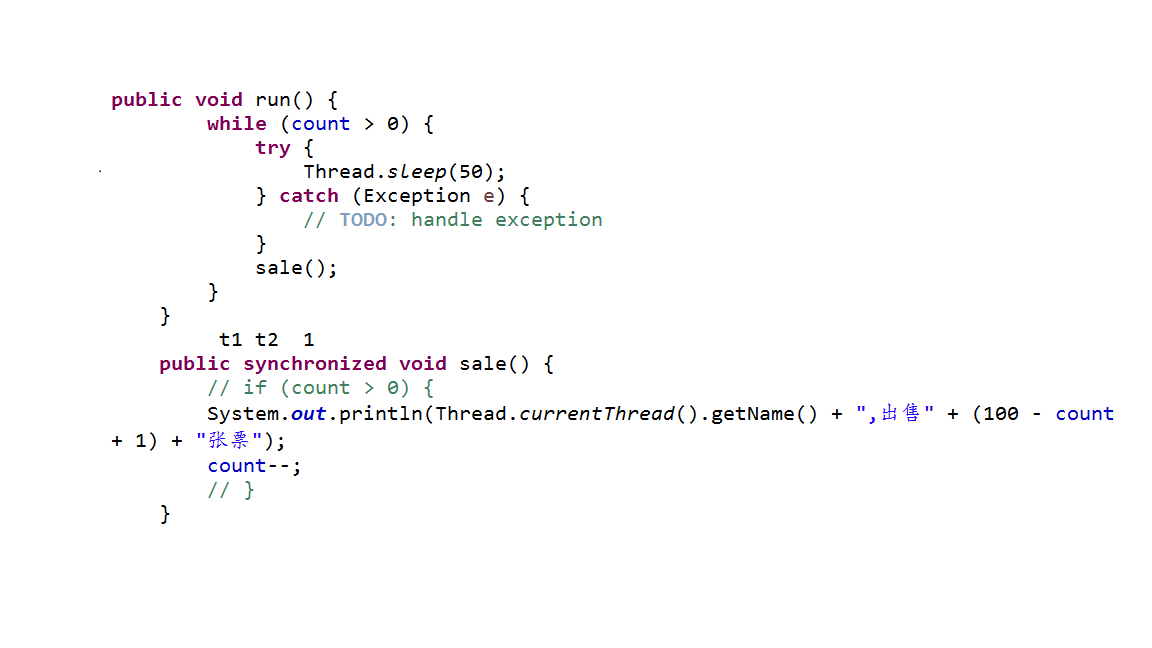 public void run() {
while (count > 0) {
try {
Thread.sleep(50);
} catch (Exception e) {
// TODO: handle exception
}
sale();
}
}
t1 t2  1
public synchronized void sale() {
// if (count > 0) {
System.out.println(Thread.currentThread().getName() + ",出售" + (100 - count
+ 1) + "张票");
count--;
// }
}